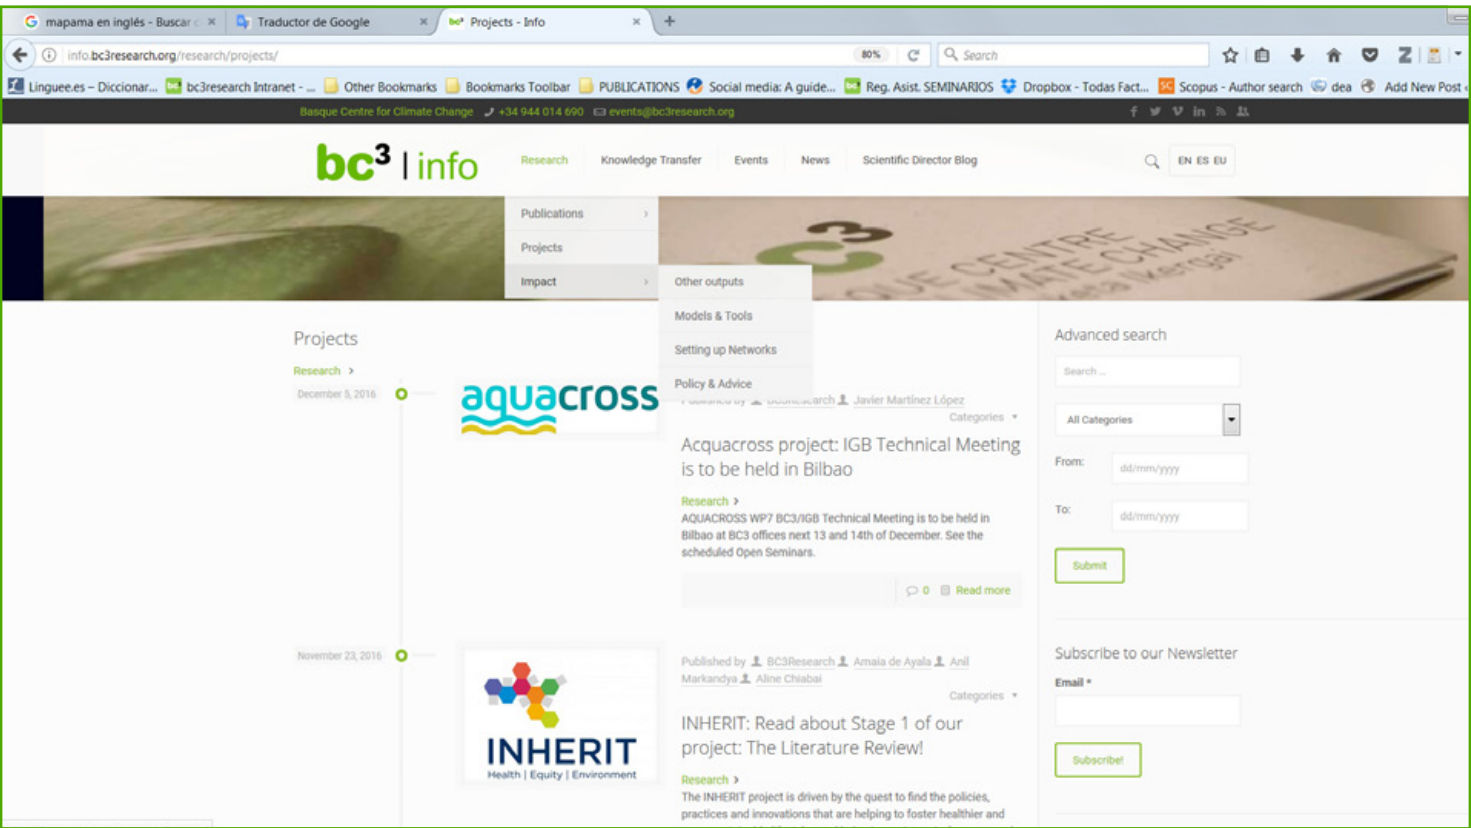 mapama en inglés - Buscar c
Traductor de Google
Projects - Info
info.bc3research.org/research/projects/
80%
Search
Linguee.es – Diccionar...
bc3research Intranet - ...
Other Bookmarks
Bookmarks Toolbar
PUBLICATIONS
Social media: A guide...
Reg. Asist. SEMINARIOS
Dropbox - Todas Fact...
Scopus - Author search
dea
Add New Post
Basque Centre for Climate Change
+34 944 014 690
events@bc3research.org
bc3 | info
Research
Knowledge Transfer
Events
News
Scientific Director Blog
EN ES EU
Publications
Projects
Impact
Other outputs
Models & Tools
Setting up Networks
Policy & Advice
C3
QUE CENTRE
IMATE CHANGE
Projects
Research >
December 5, 2016
aquacross
Published by BC3Research Javier Martínez López
Categories
Acquacross project: IGB Technical Meeting
is to be held in Bilbao
Research >
AQUACROSS WP7 BC3/IGB Technical Meeting is to be held in
Bilbao at BC3 offices next 13 and 14th of December. See the
scheduled Open Seminars.
0 Read more
November 23, 2016
INHERIT
Health | Equity | Environment
Published by BC3Research Amaia de Ayala Anil
Markandya Aline Chiabai
Categories
INHERIT: Read about Stage 1 of our
project: The Literature Review!
Research >
The INHERIT project is driven by the quest to find the policies,
practices and innovations that are helping to foster healthier and
Advanced search
Search ...
All Categories
From:
dd/mm/yyyy
To:
dd/mm/yyyy
Submit
Subscribe to our Newsletter
Email *
Subscribe!